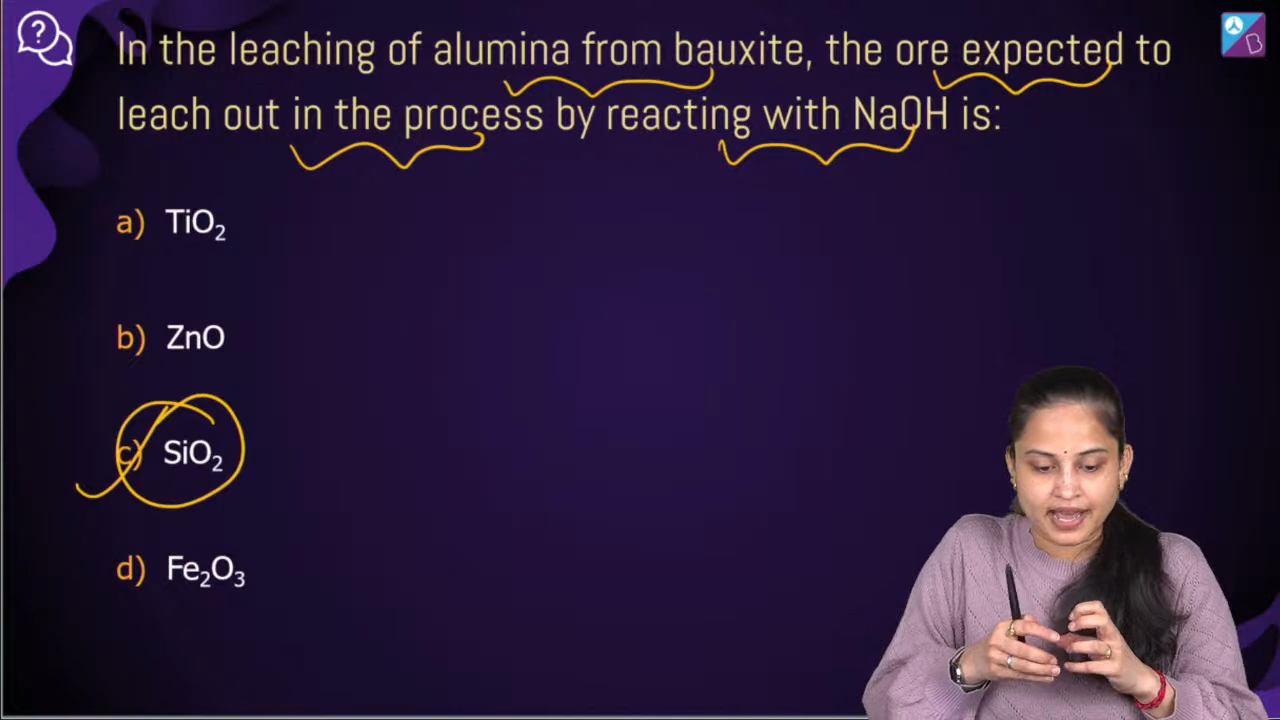 In the leaching of alumina from bauxite, the ore expected to
leach out in the process by reacting with NaOH is:
a) TiO₂
b) ZnO
c) SiO₂
d) Fe₂O₃
?
B